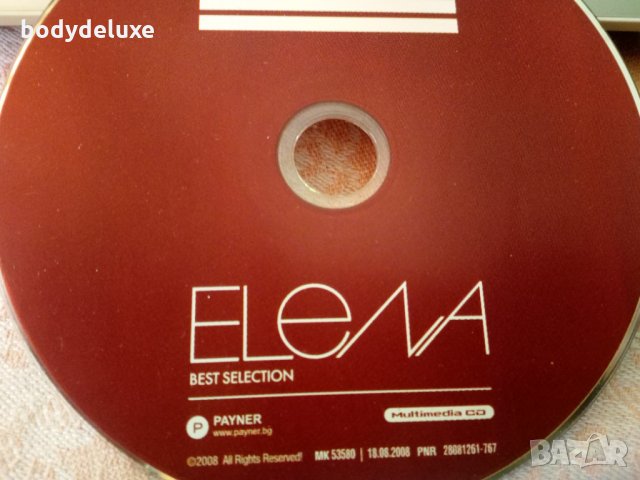 bodydeluxe
ELeNA
BEST SELECTION
P PAYNER
www.payner.bg
Multimedia CD
©2008 All Rights Reserved! MK 53580 | 18.08.2008 PNR 28081261-767
BAZAR